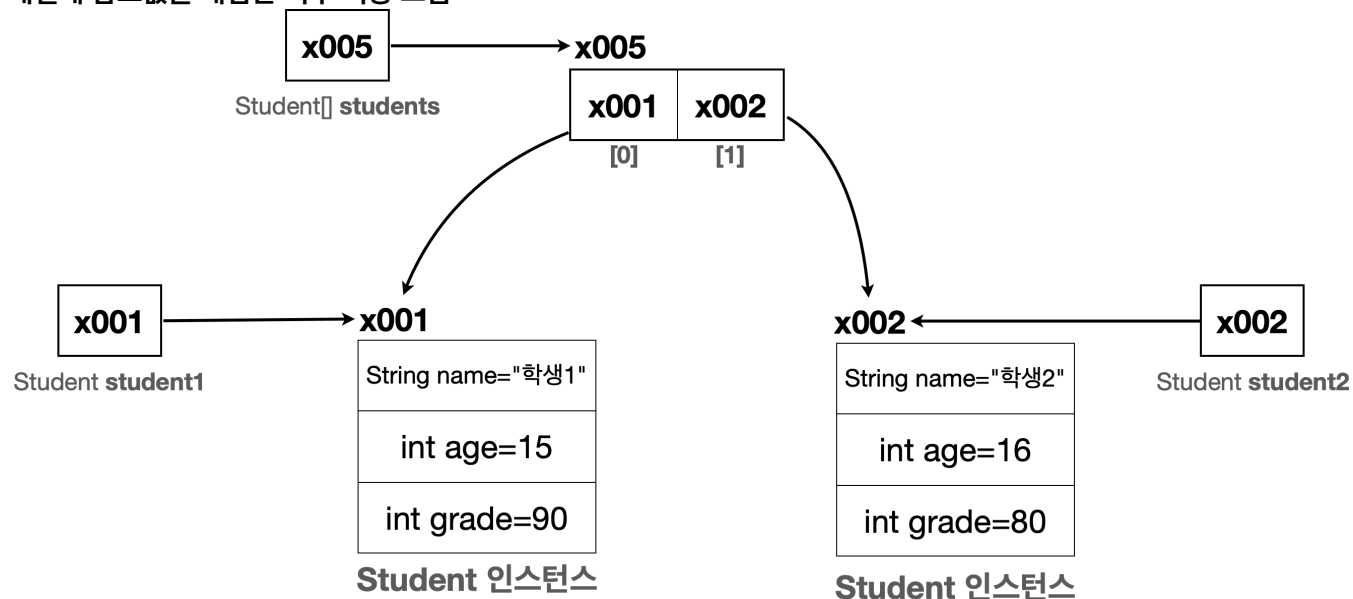 x005
x005
Student[] students
x001 x002
[0] [1]
x001
x001
x002
x002
Student student1
Student student2
String name="학생1"
int age=15
int grade=90
Student 인스턴스
String name="학생2"
int age=16
int grade=80
Student 인스턴스